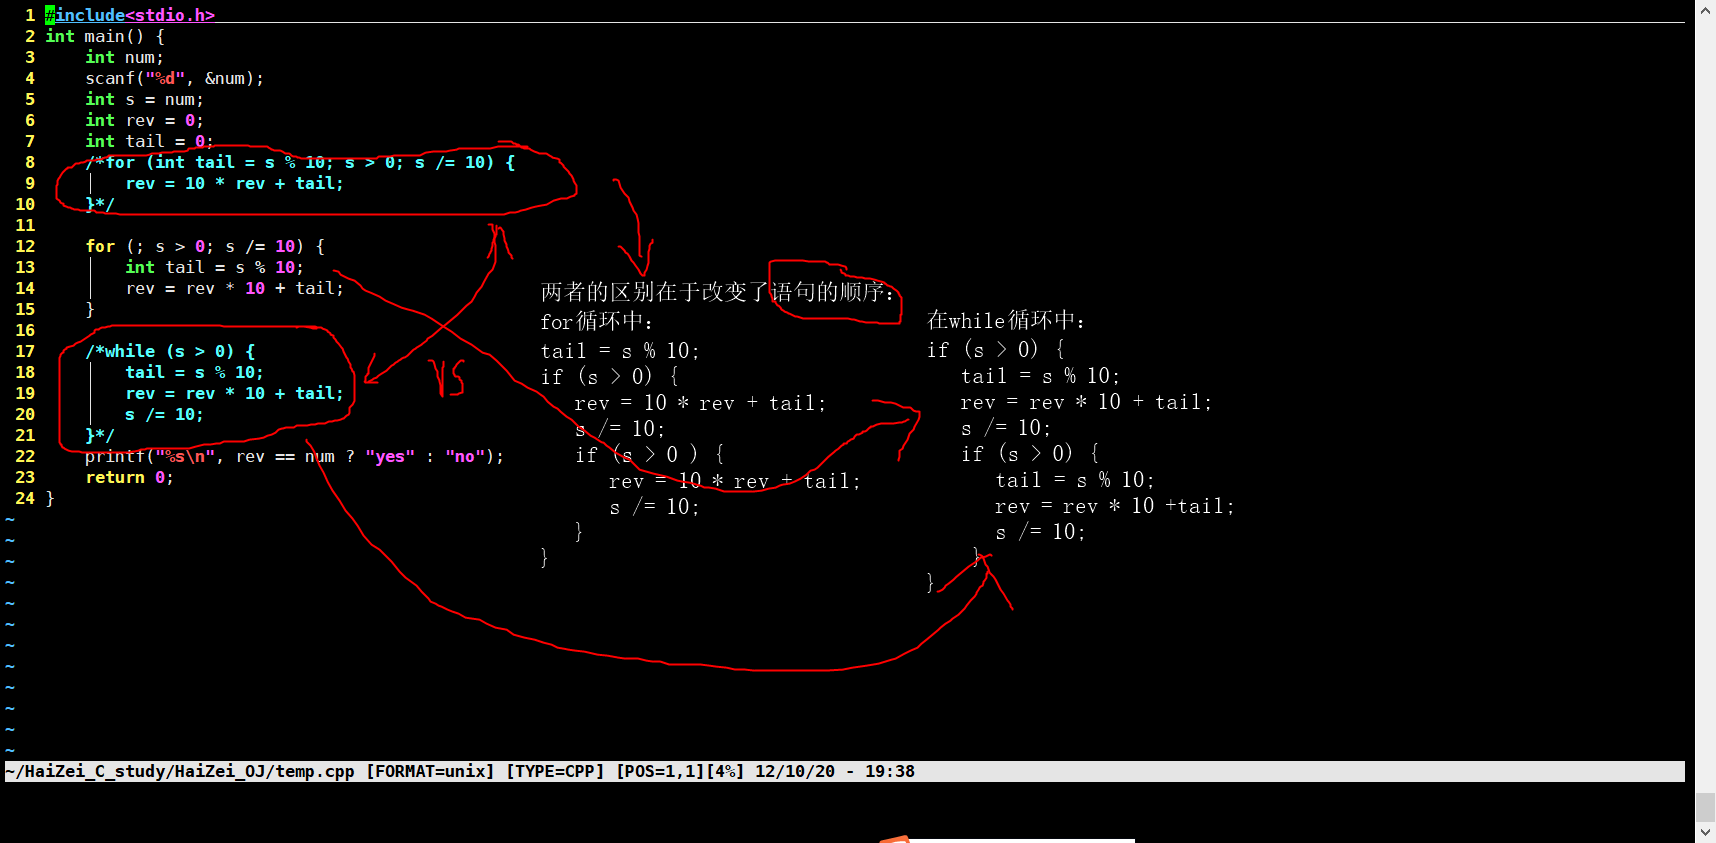 1 #include<stdio.h>
2 int main() {
3 int num;
4 scanf("%d", &num);
5 int s = num;
6 int rev = 0;
7 int tail = 0;
8 /*for (int tail = s % 10; s > 0; s /= 10) {
9 rev = 10 * rev + tail;
10 }*/
11
12 for (; s > 0; s /= 10) {
13 int tail = s % 10;
14 rev = rev * 10 + tail;
15 }
16
17 /*while (s > 0) {
18 tail = s % 10;
19 rev = rev * 10 + tail;
20 s /= 10;
21 }*/
22 printf("%s\n", rev == num ? "yes" : "no");
23 return 0;
24 }
~
~
~
~
~
~
~
~
~
~
~
~
VS
两者的区别在于改变了语句的顺序：
for循环中：
tail = s % 10;
if (s > 0) {
rev = 10 * rev + tail;
s /= 10;
if (s > 0 ) {
rev = 10 * rev + tail;
s /= 10;
}
}
在while循环中：
if (s > 0) {
tail = s % 10;
rev = rev * 10 + tail;
s /= 10;
if (s > 0) {
tail = s % 10;
rev = rev * 10 +tail;
s /= 10;
}
}
~/HaiZei_C_study/HaiZei_OJ/temp.cpp [FORMAT=unix] [TYPE=CPP] [POS=1,1][4%] 12/10/20 - 19:38